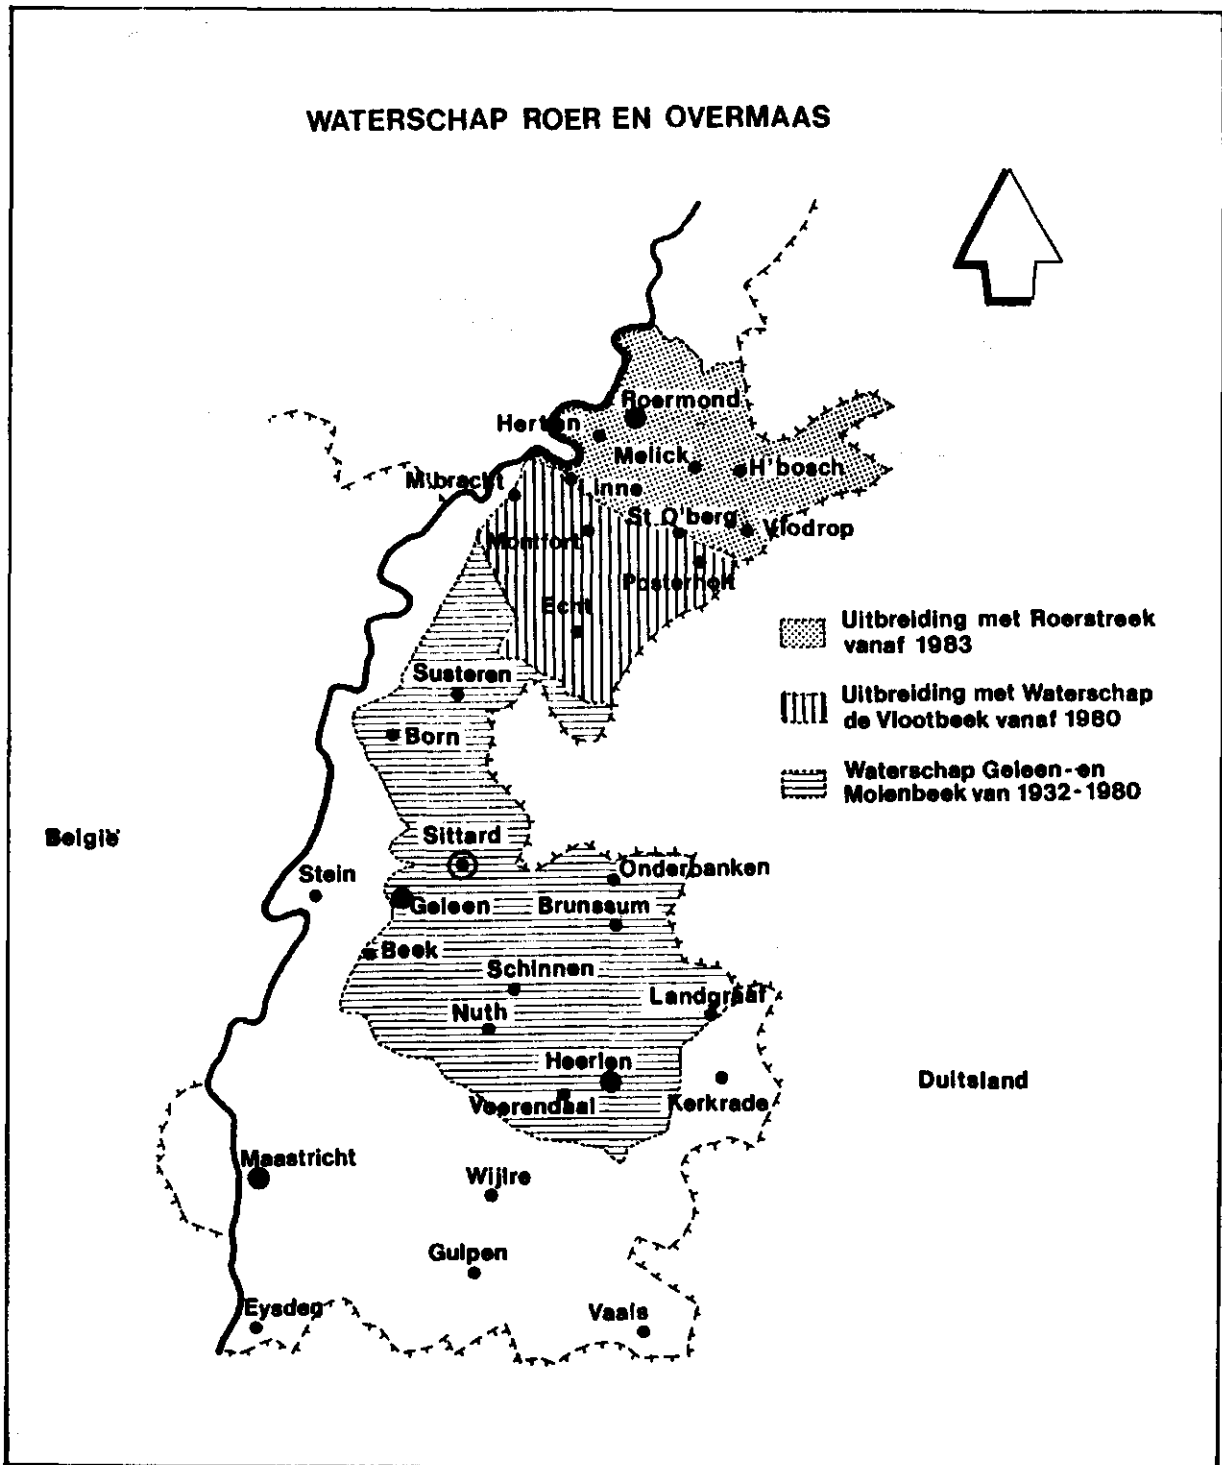 WATERSCHAP ROER EN OVERMAAS
Roermond
Herten
Melick
H'bosch
M'bracht
Linne
St O'berg
Vlodrop
Montfort
Posterholt
Echt
Uitbreiding met Roerstreek
vanaf 1983
Susteren
Uitbreiding met Waterschap
de Vlootbeek vanaf 1980
Born
Waterschap Geleen-en
Molenbeek van 1932-1980
België
Sittard
Stein
Onderbanken
Geleen
Brunssum
Beek
Schinnen
Landgraaf
Nuth
Heerlen
Duitsland
Voerendaal
Kerkrade
Maastricht
Wijlre
Gulpen
Eysden
Vaals